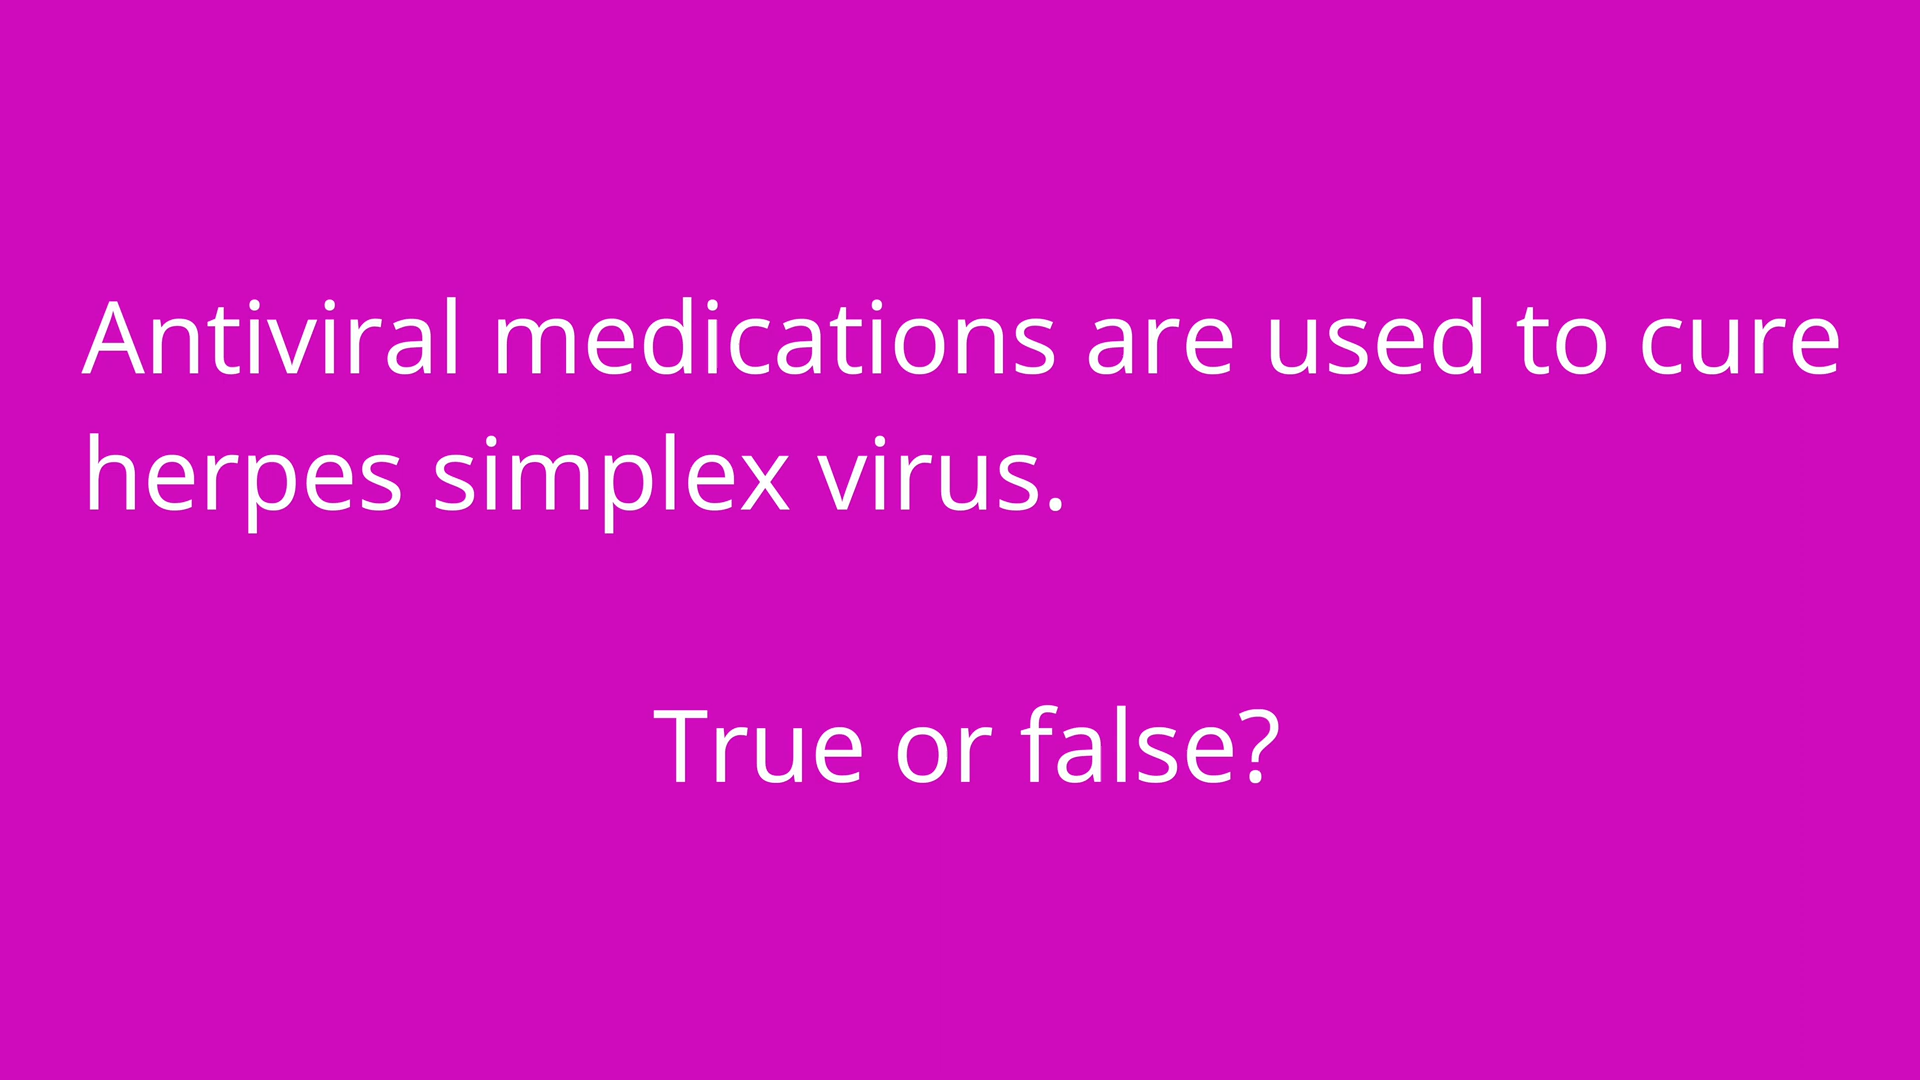 Antiviral medications are used to cure
herpes simplex virus.
True or false?